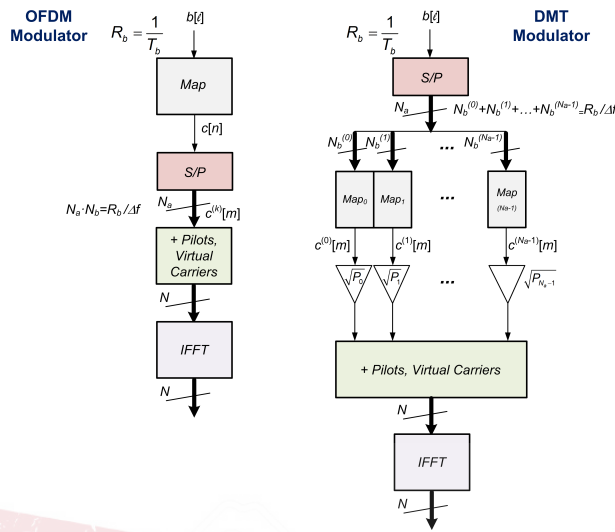 OFDM
Modulator
R_b = 1/T_b
b[ℓ]
Map
c[n]
S/P
N_a·N_b=R_b/Δf
N_a
c^(k)[m]
+ Pilots,
Virtual
Carriers
N
IFFT
N
DMT
Modulator
R_b = 1/T_b
b[ℓ]
S/P
N_a
N_b^(0)+N_b^(1)+…+N_b^(Na-1)=R_b/Δf
N_b^(0)
N_b^(1)
...
N_b^(Na-1)
Map_0
Map_1
...
Map
(Na-1)
c^(0)[m]
c^(1)[m]
c^(Na-1)[m]
√P_0
√P_1
...
√P_{N_a-1}
+ Pilots, Virtual Carriers
N
IFFT
N